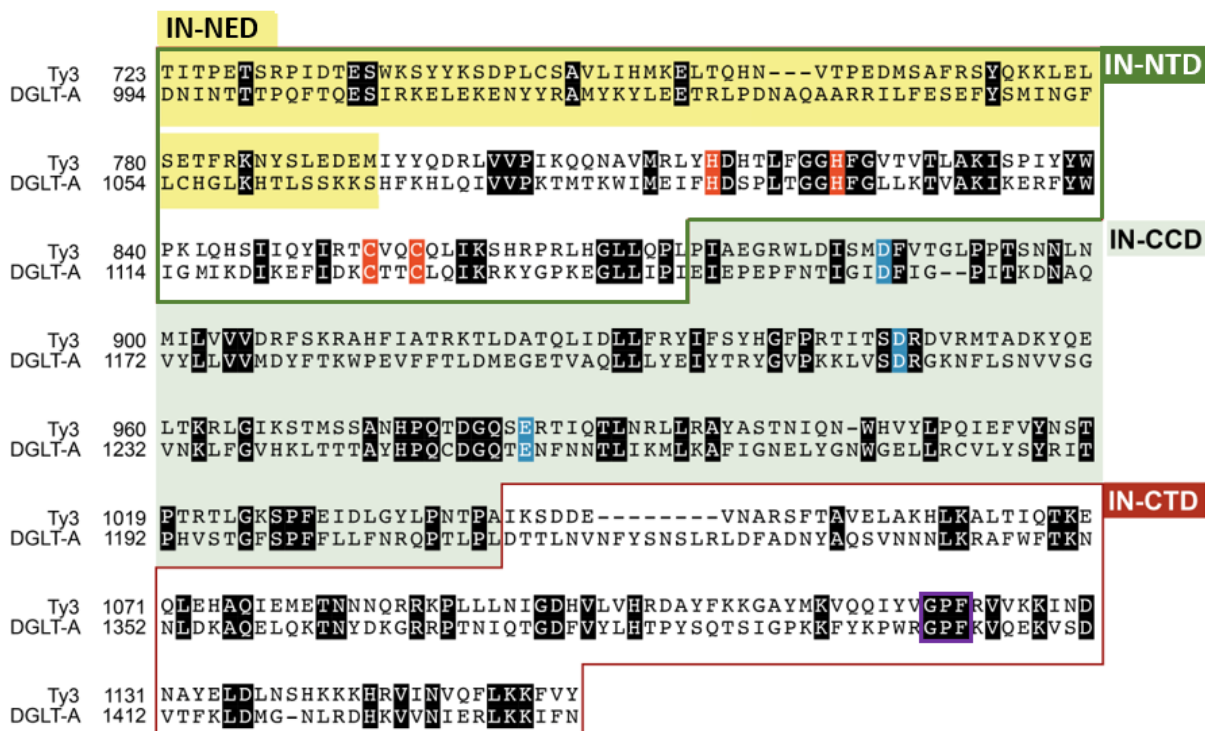 IN-NED
IN-NTD
Ty3 723 TITPETSRPIDTESWKSYYKSDPLCSAVLIHMKELTQHN---VTPEDMSAFRSYQKKLEL
DGLT-A 994 DNINTTTPQFTQESIRKELEKENYYRAMYKYLEETRLPDNAQAARRILFESEFYSMINGF
Ty3 780 SETFRKNYSLEDEMIYYQDRLVVPIKQQNAVMRLYHDHTLFGGHFGVTVTLAKISPIYYW
DGLT-A 1054 LCHGLKHTLSSKKSHFKHLQIVVPKTMTKWIMEIFHDSPLTGGHFGLLKTVAKIKERFYW
Ty3 840 PKLQHSIIQYIRTCVQCQLIKSHRPRLHGLLQPLPIAEGRWLDISMDFVTGLPPTSNNLN
IN-CCD
DGLT-A 1114 IGMIKDIKEFIDKCTTCLQIKRKYGPKEGLLIPIEIEPEPFNTIGIDFIG--PITKDNAQ
Ty3 900 MILVVVDRFSKRAHFIATRKTLDATQLIDLLFRYIFSYHGFPRTITSDRDVRMTADKYQE
DGLT-A 1172 VYLLVVMDYFTKWPEVFFTLDMEGETVAQLLLYEIYTRYGVPKKLVSDRGKNFLSNVVSG
Ty3 960 LTKRLGIKSTMSSANHPQTDGQSERTIQTLNRLLRAYASTNIQN-WHVYLPQIEFVYNST
DGLT-A 1232 VNKLFGVHKLTTTAYHPQCDGQTENFNNTLIKMLKAFIGNELYGNWGELLRCVLYSYRIT
IN-CTD
Ty3 1019 PTRTLGKSPFEIDLGYLPNTPAIKSDDE--------VNARSFTAVELAKHLKALTIQTKE
DGLT-A 1192 PHVSTGFSPFFLLFNRQPTLPLDTTLNVNFYSNSLRLDFADNYAQSVNNNLKRAFWFTKN
Ty3 1071 QLEHAQIEMETNNNQRRKPLLLNIGDHVLVHRDAYFKKGAYMKVQQIYVGPFRVVKKIND
DGLT-A 1352 NLDKAQELQKTNYDKGRRPTNIQTGDFVYLHTPYSQTSIGPKKFYKPWRGPFKVQEKVSD
Ty3 1131 NAYELDLNSHKKKHRVINVQFLKKFVY
DGLT-A 1412 VTFKLDMG-NLRDHKVVNIERLKKIFN